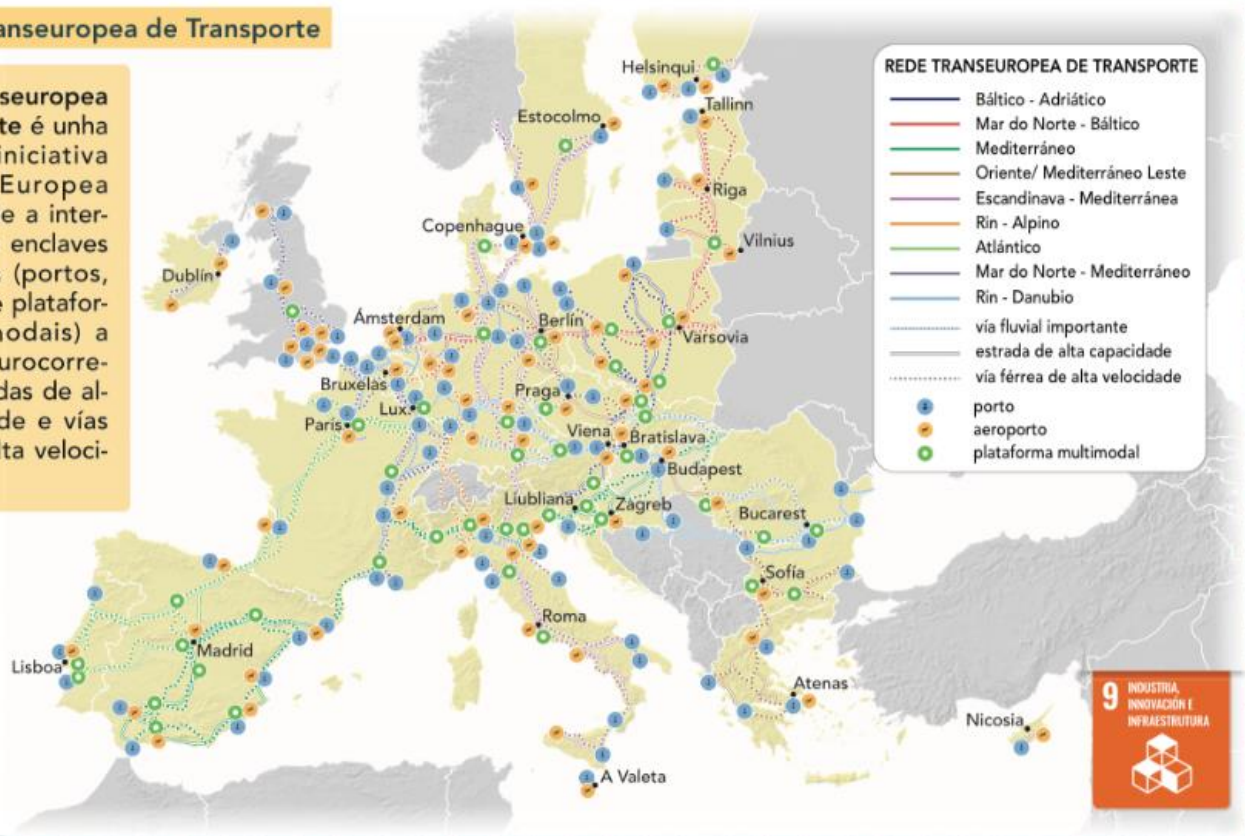 anseuropea de Transporte
seuropea
te é unha
iniciativa
Europea
e a inter-
enclaves
(portos,
e platafor-
nodais) a
eurocorre-
das de al-
de e vías
lta veloci-
REDE TRANSEUROPEA DE TRANSPORTE
Báltico - Adriático
Mar do Norte - Báltico
Mediterráneo
Oriente/ Mediterráneo Leste
Escandinava - Mediterránea
Rin - Alpino
Atlántico
Mar do Norte - Mediterráneo
Rin - Danubio
vía fluvial importante
estrada de alta capacidade
vía férrea de alta velocidade
porto
aeroporto
plataforma multimodal
Helsinqui
Tallinn
Estocolmo
Riga
Copenhague
Vilnius
Dublín
Ámsterdam
Berlín
Varsovia
Bruxelas
Praga
Lux.
París
Viena
Bratislava
Budapest
Liubliana
Zágreb
Bucarest
Sofía
Roma
Madrid
Lisboa
Atenas
Nicosia
A Valeta
9 INDUSTRIA,
INNOVACIÓN E
INFRAESTRUTURA